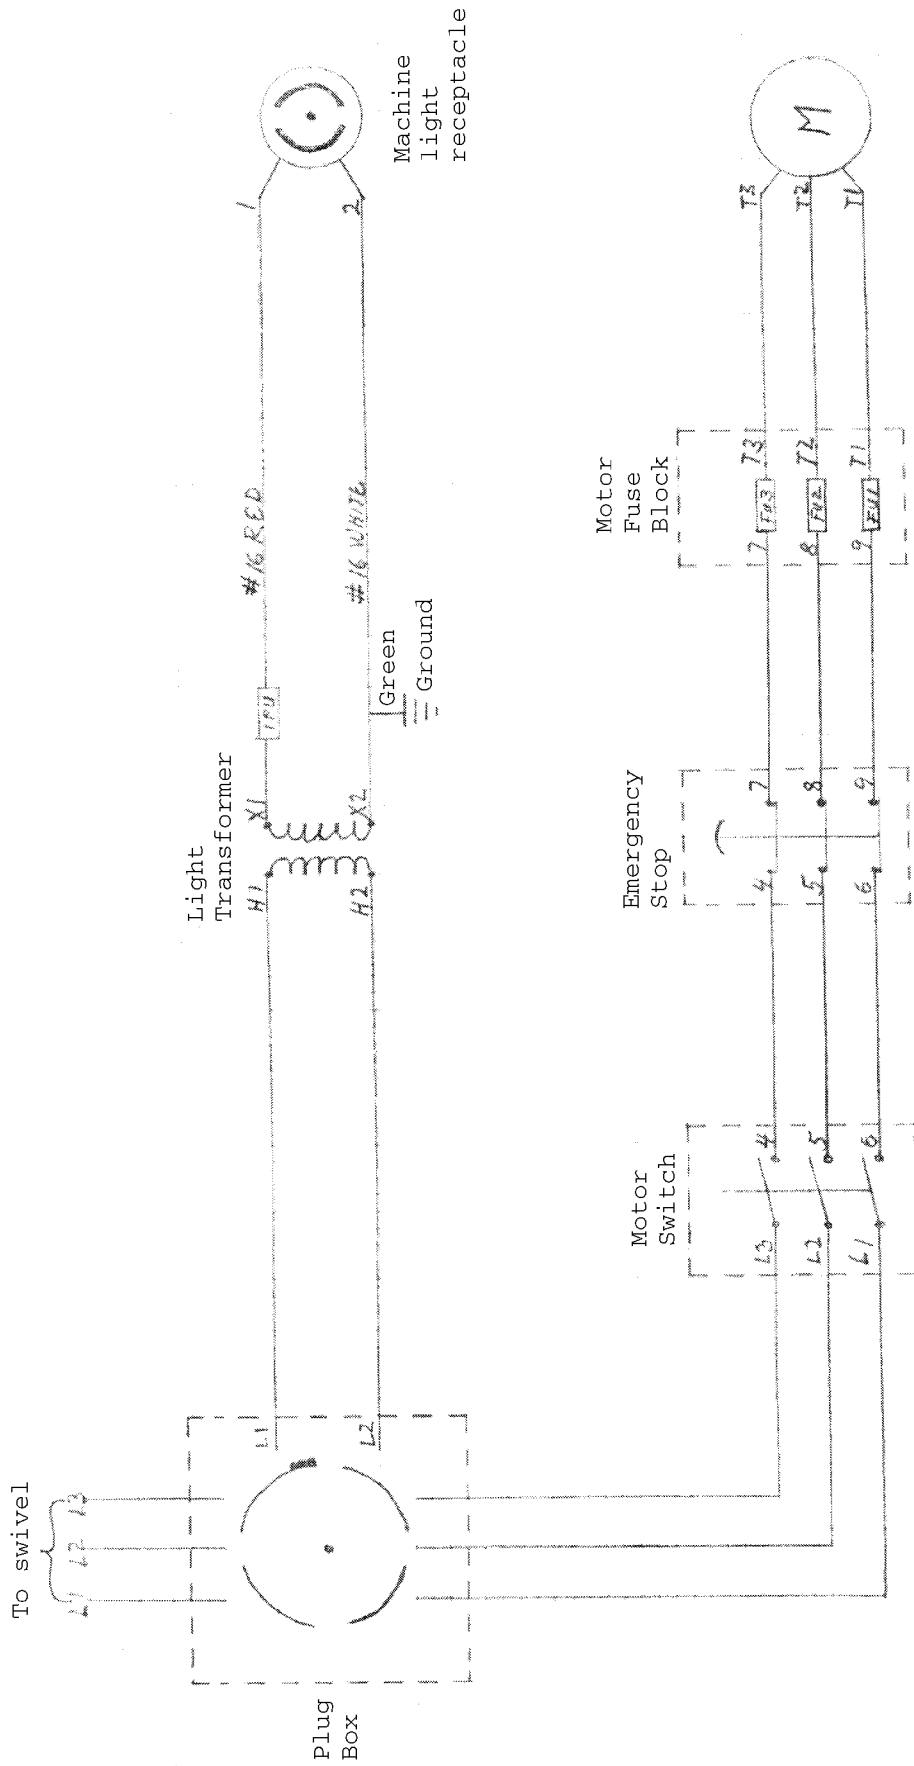 To swivel
L1
L2
L3
Plug
Box
L1
L2
Light
Transformer
H1
X1
H2
X2
1FU
#16 RED
#16 WHITE
Green
Ground
1
2
Machine
light
receptacle
Motor
Switch
L3
4
L2
5
L1
6
Emergency
Stop
4
7
5
8
6
9
Motor
Fuse
Block
7
FU3
T3
8
FU2
T2
9
FU1
T1
T3
T2
T1
M